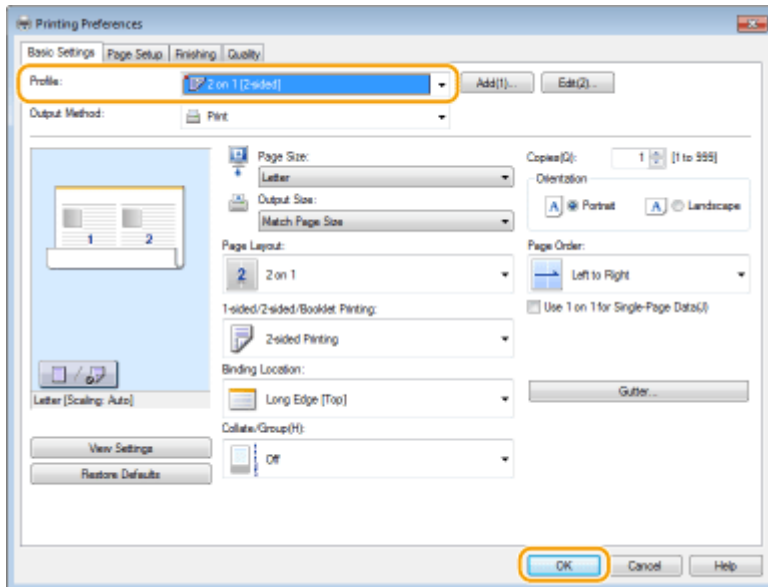 Printing Preferences
Basic Settings Page Setup Finishing Quality
Profile: 2 on 1 [2-sided] Add(1)... Edit(2)...
Output Method: Print
1 2
Letter [Scaling: Auto]
View Settings
Restore Defaults
Page Size:
Letter
Output Size:
Match Page Size
Page Layout:
2 2 on 1
1-sided/2-sided/Booklet Printing:
2-sided Printing
Binding Location:
Long Edge [Top]
Collate/Group(H):
Off
Copies(Q): 1 [1 to 999]
Orientation
A Portrait A Landscape
Page Order:
Left to Right
Use 1 on 1 for Single-Page Data(J)
Gutter...
OK Cancel Help